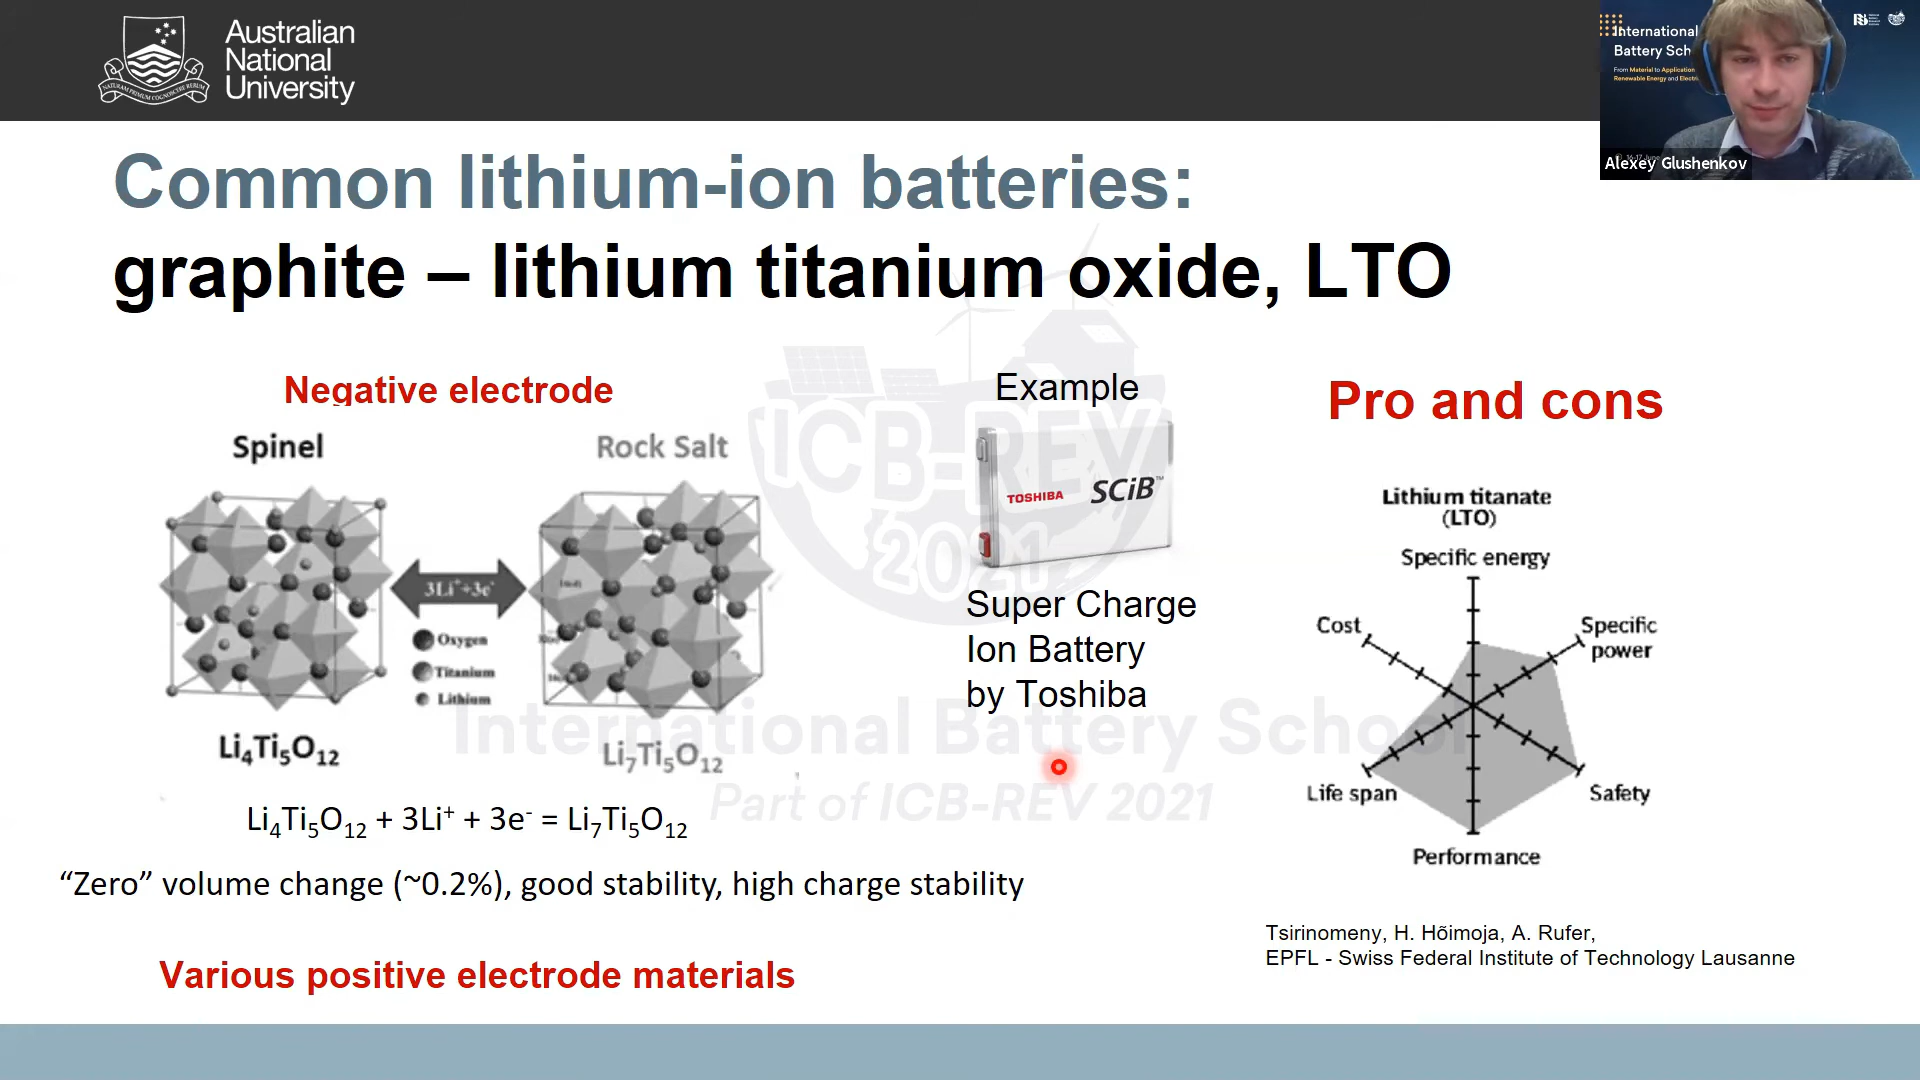 Australian
National
University
NATURAM PRIMUM COGNOSCERE RERUM
International
Battery Sch
From Material to Application
Renewable Energy and Electri
Alexey Glushenkov
Common lithium-ion batteries:
graphite – lithium titanium oxide, LTO
Negative electrode
Spinel
Rock Salt
3Li⁺+3e⁻
Oxygen
Titanium
Lithium
Li₄Ti₅O₁₂
Li₇Ti₅O₁₂
Li₄Ti₅O₁₂ + 3Li⁺ + 3e⁻ = Li₇Ti₅O₁₂
“Zero” volume change (~0.2%), good stability, high charge stability
Various positive electrode materials
Example
TOSHIBA SCiB™
Super Charge
Ion Battery
by Toshiba
Pro and cons
Lithium titanate
(LTO)
Specific energy
Specific
power
Safety
Performance
Life span
Cost
Tsirinomeny, H. Hõimoja, A. Rufer,
EPFL - Swiss Federal Institute of Technology Lausanne
ICB-REV
2021
International Battery School
Part of ICB-REV 2021